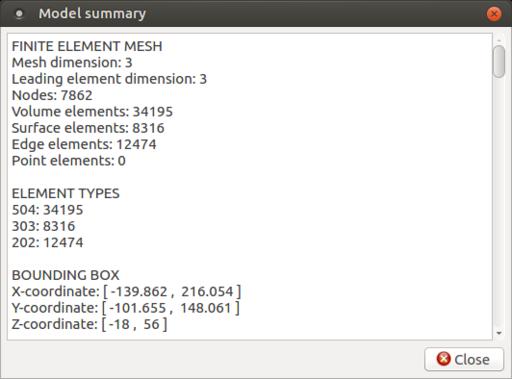 Model summary
FINITE ELEMENT MESH
Mesh dimension: 3
Leading element dimension: 3
Nodes: 7862
Volume elements: 34195
Surface elements: 8316
Edge elements: 12474
Point elements: 0
ELEMENT TYPES
504: 34195
303: 8316
202: 12474
BOUNDING BOX
X-coordinate: [ -139.862 ,  216.054 ]
Y-coordinate: [ -101.655 ,  148.061 ]
Z-coordinate: [ -18 ,  56 ]
Close